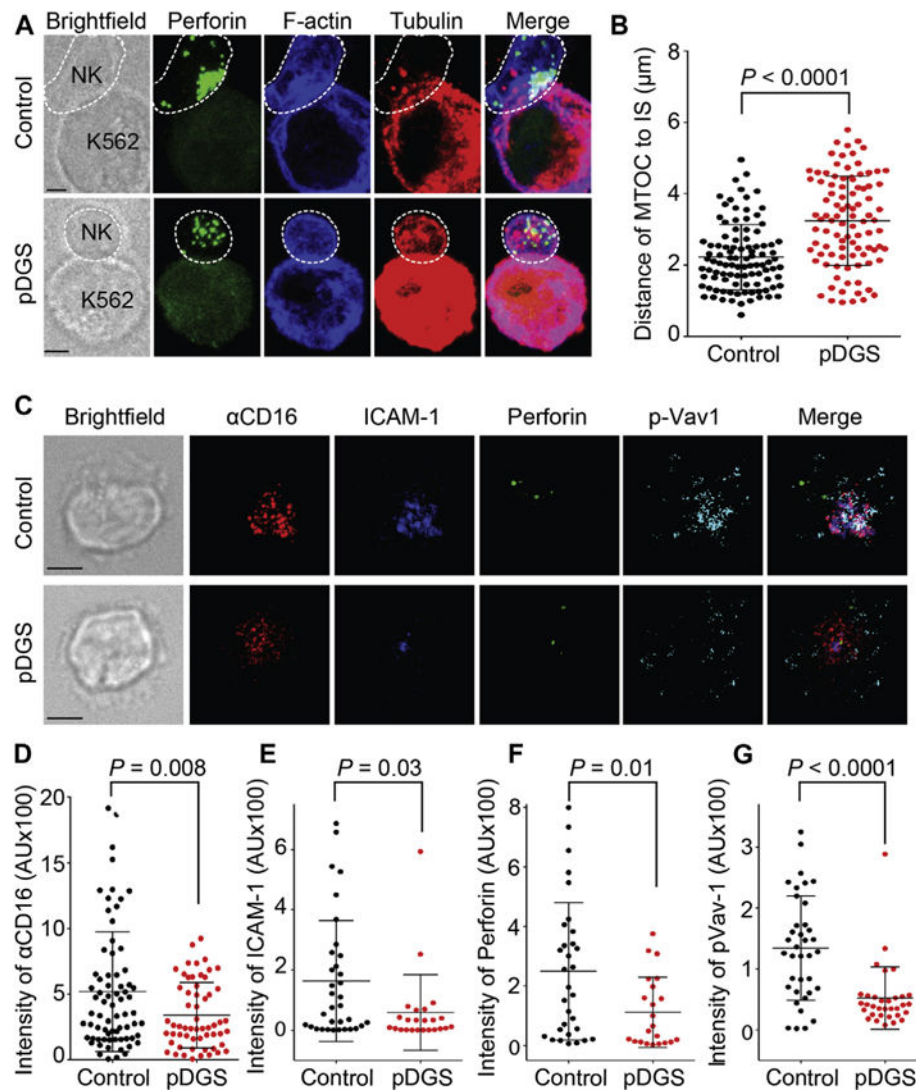 A
Brightfield Perforin F-actin Tubulin Merge
Control
NK
K562
pDGS
NK
K562
B
P < 0.0001
Distance of MTOC to IS (μm)
8
6
4
2
0
Control pDGS
C
Brightfield αCD16 ICAM-1 Perforin p-Vav1 Merge
Control
pDGS
D
P = 0.008
Intensity of αCD16 (AUx100)
20
15
10
5
0
Control pDGS
E
P = 0.03
Intensity of ICAM-1 (AUx100)
6
4
2
0
Control pDGS
F
P = 0.01
Intensity of Perforin (AUx100)
8
6
4
2
0
Control pDGS
G
P < 0.0001
Intensity of pVav-1 (AUx100)
3
2
1
0
Control pDGS